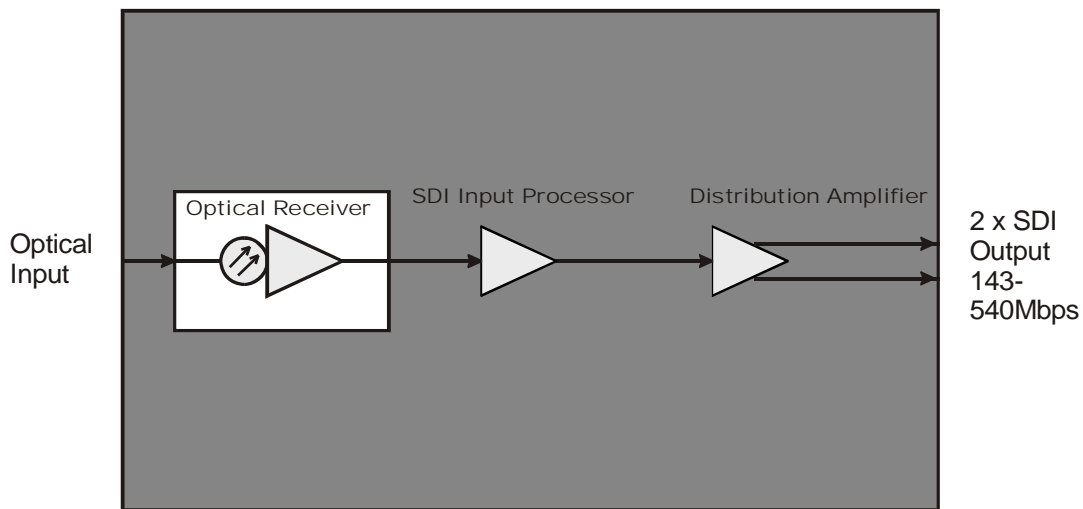 Optical Receiver
SDI Input Processor
Distribution Amplifier
Optical
Input
2 x SDI
Output
143-
540Mbps